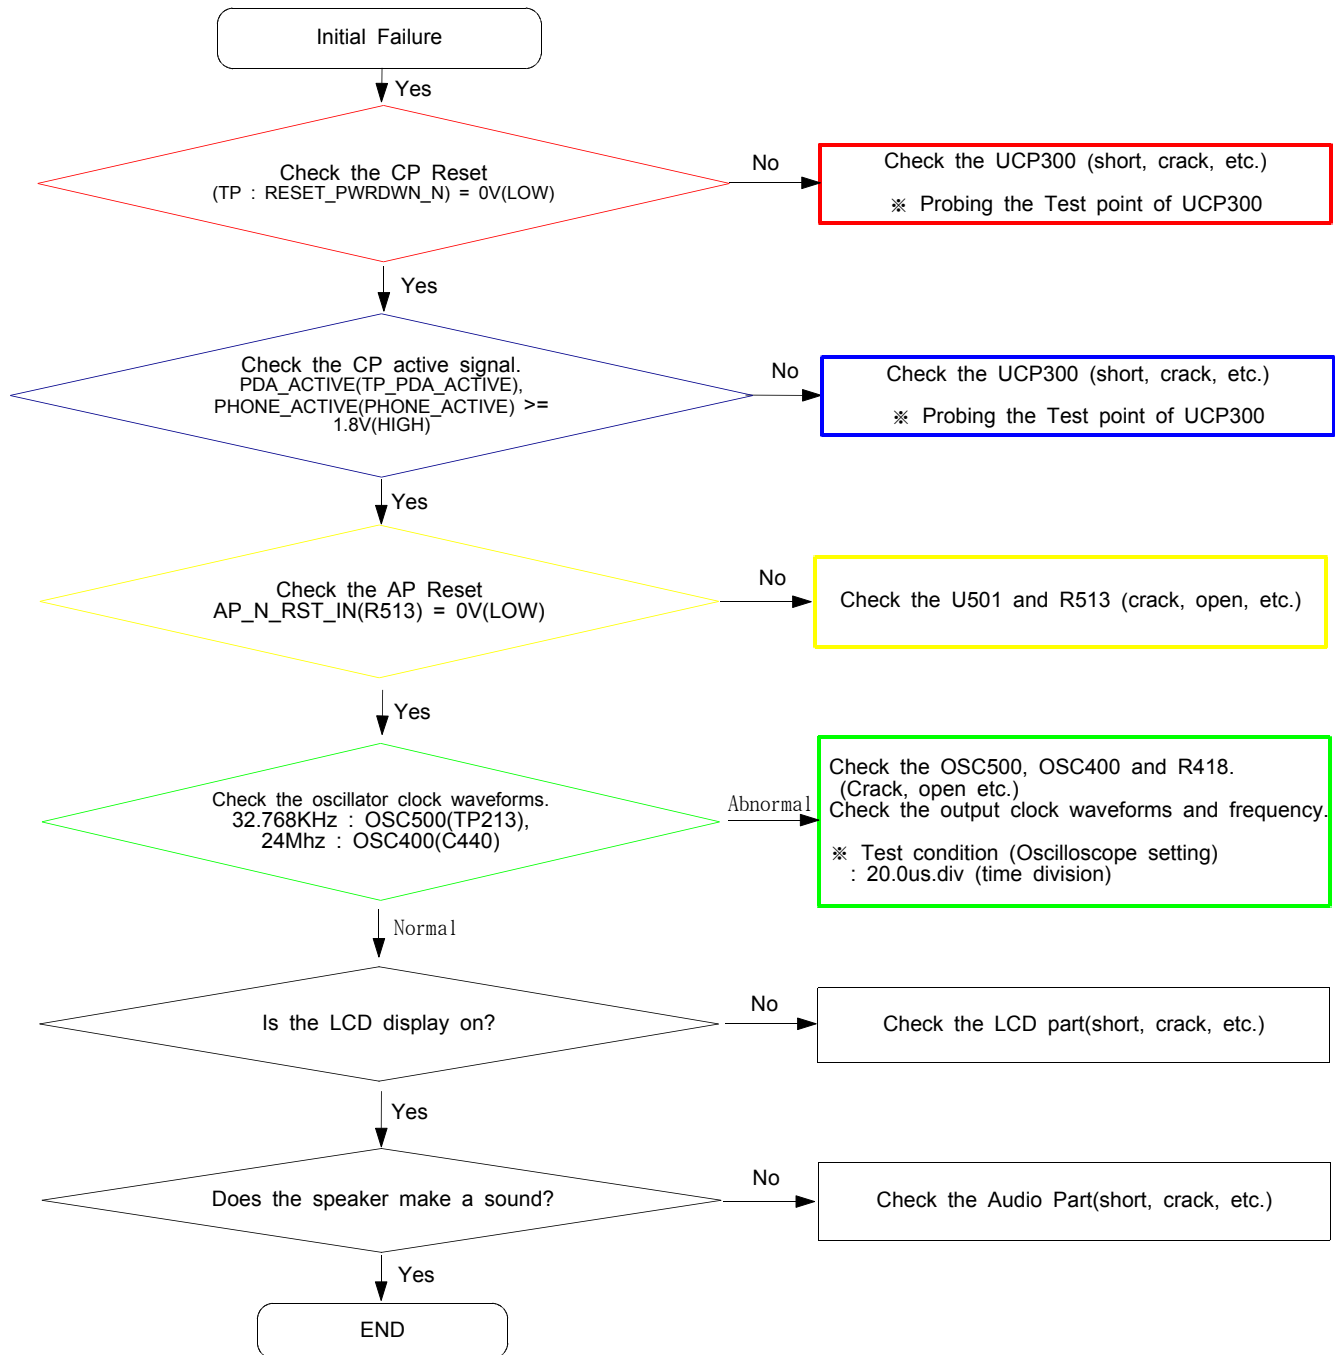 Initial Failure
Yes
Check the CP Reset
(TP : RESET_PWRDWN_N) = 0V(LOW)
No
Check the UCP300 (short, crack, etc.)
※ Probing the Test point of UCP300
Yes
Check the CP active signal.
PDA_ACTIVE(TP_PDA_ACTIVE),
PHONE_ACTIVE(PHONE_ACTIVE) >=
1.8V(HIGH)
No
Check the UCP300 (short, crack, etc.)
※ Probing the Test point of UCP300
Yes
Check the AP Reset
AP_N_RST_IN(R513) = 0V(LOW)
No
Check the U501 and R513 (crack, open, etc.)
Yes
Check the oscillator clock waveforms.
32.768KHz : OSC500(TP213),
24Mhz : OSC400(C440)
Abnormal
Check the OSC500, OSC400 and R418.
(Crack, open etc.)
Check the output clock waveforms and frequency.
※ Test condition (Oscilloscope setting)
: 20.0us.div (time division)
Normal
Is the LCD display on?
No
Check the LCD part(short, crack, etc.)
Yes
Does the speaker make a sound?
No
Check the Audio Part(short, crack, etc.)
Yes
END